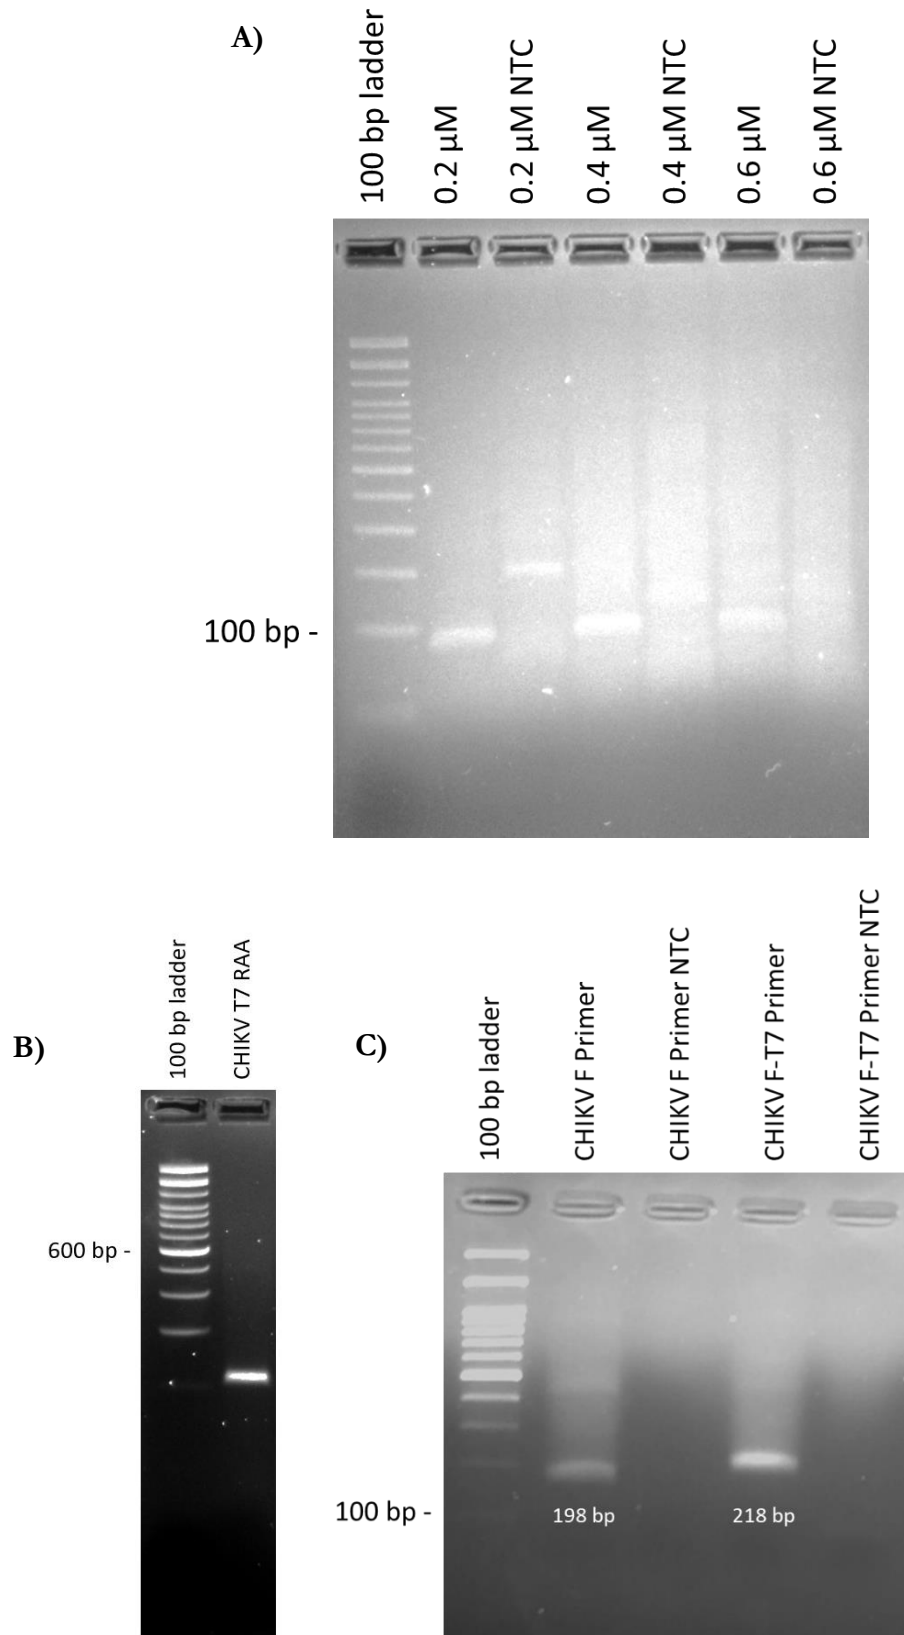 A)
100 bp ladder
0.2 µM
0.2 µM NTC
0.4 µM
0.4 µM NTC
0.6 µM
0.6 µM NTC
100 bp -
B)
100 bp ladder
CHIKV T7 RAA
600 bp -
C)
100 bp ladder
CHIKV F Primer
CHIKV F Primer NTC
CHIKV F-T7 Primer
CHIKV F-T7 Primer NTC
100 bp -
198 bp
218 bp